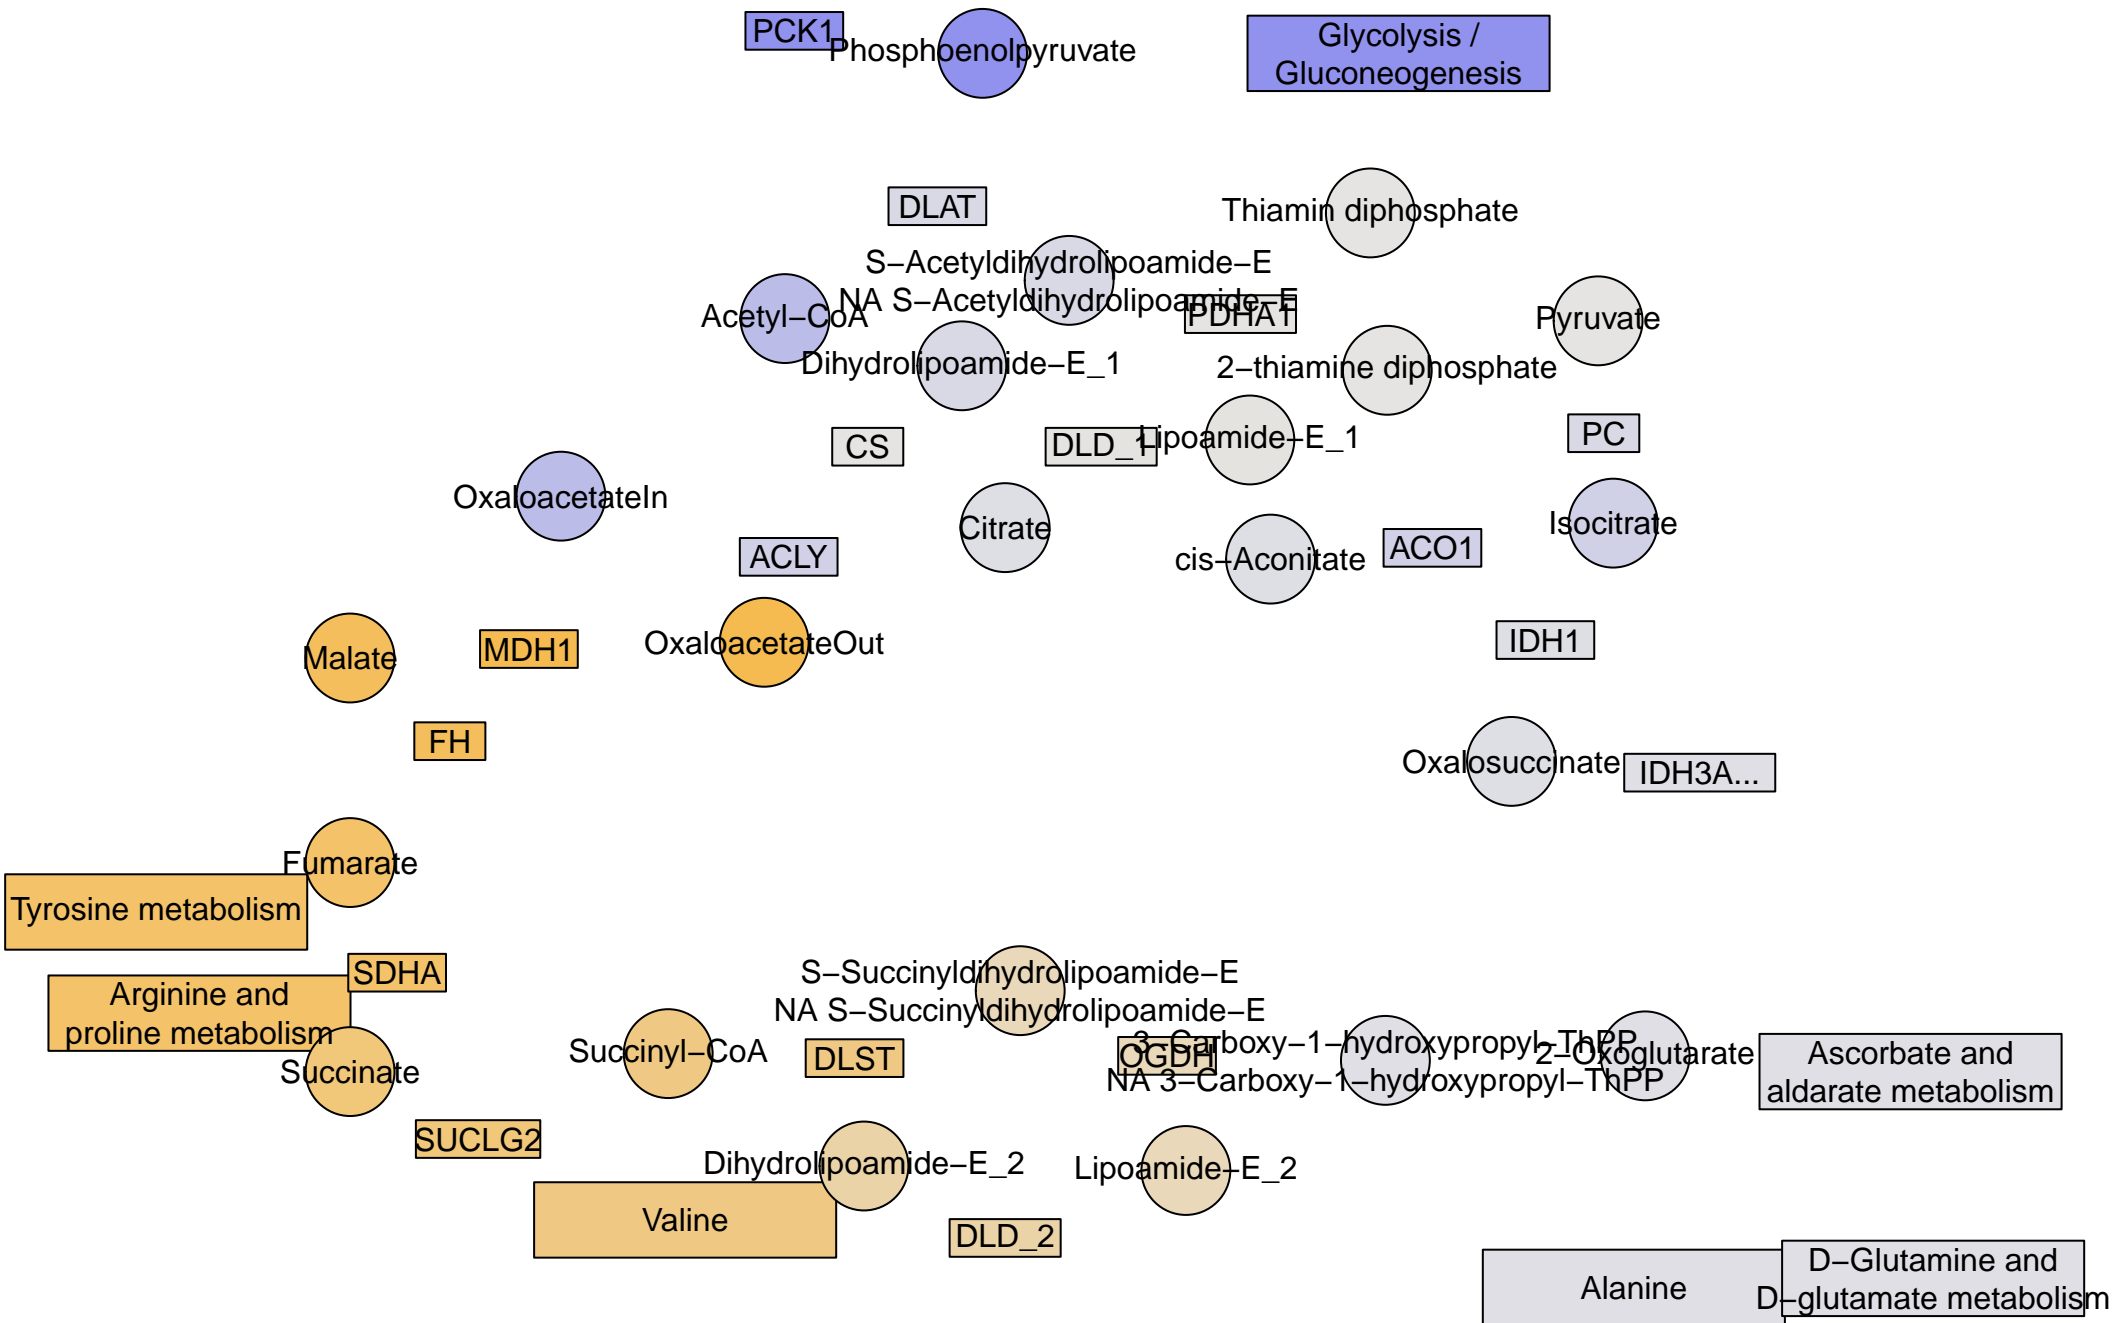 PCK1
Phosphoenolpyruvate
Glycolysis /
Gluconeogenesis
DLAT
Thiamin diphosphate
S−Acetyldihydrolipoamide−E
NA S−Acetyldihydrolipoamide−E
Acetyl−CoA
PDHA1
Pyruvate
Dihydrolipoamide−E_1
2−thiamine diphosphate
CS
DLD_1
Lipoamide−E_1
PC
OxaloacetateIn
Citrate
Isocitrate
ACLY
cis−Aconitate
ACO1
Malate
MDH1
OxaloacetateOut
IDH1
FH
Oxalosuccinate
IDH3A...
Fumarate
Tyrosine metabolism
SDHA
Arginine and
proline metabolism
Succinate
S−Succinyldihydrolipoamide−E
NA S−Succinyldihydrolipoamide−E
Succinyl−CoA
DLST
OGDH
3−Carboxy−1−hydroxypropyl−ThPP
NA 3−Carboxy−1−hydroxypropyl−ThPP
2−Oxoglutarate
Ascorbate and
aldarate metabolism
SUCLG2
Dihydrolipoamide−E_2
Lipoamide−E_2
Valine
DLD_2
Alanine
D−Glutamine and
D−glutamate metabolism